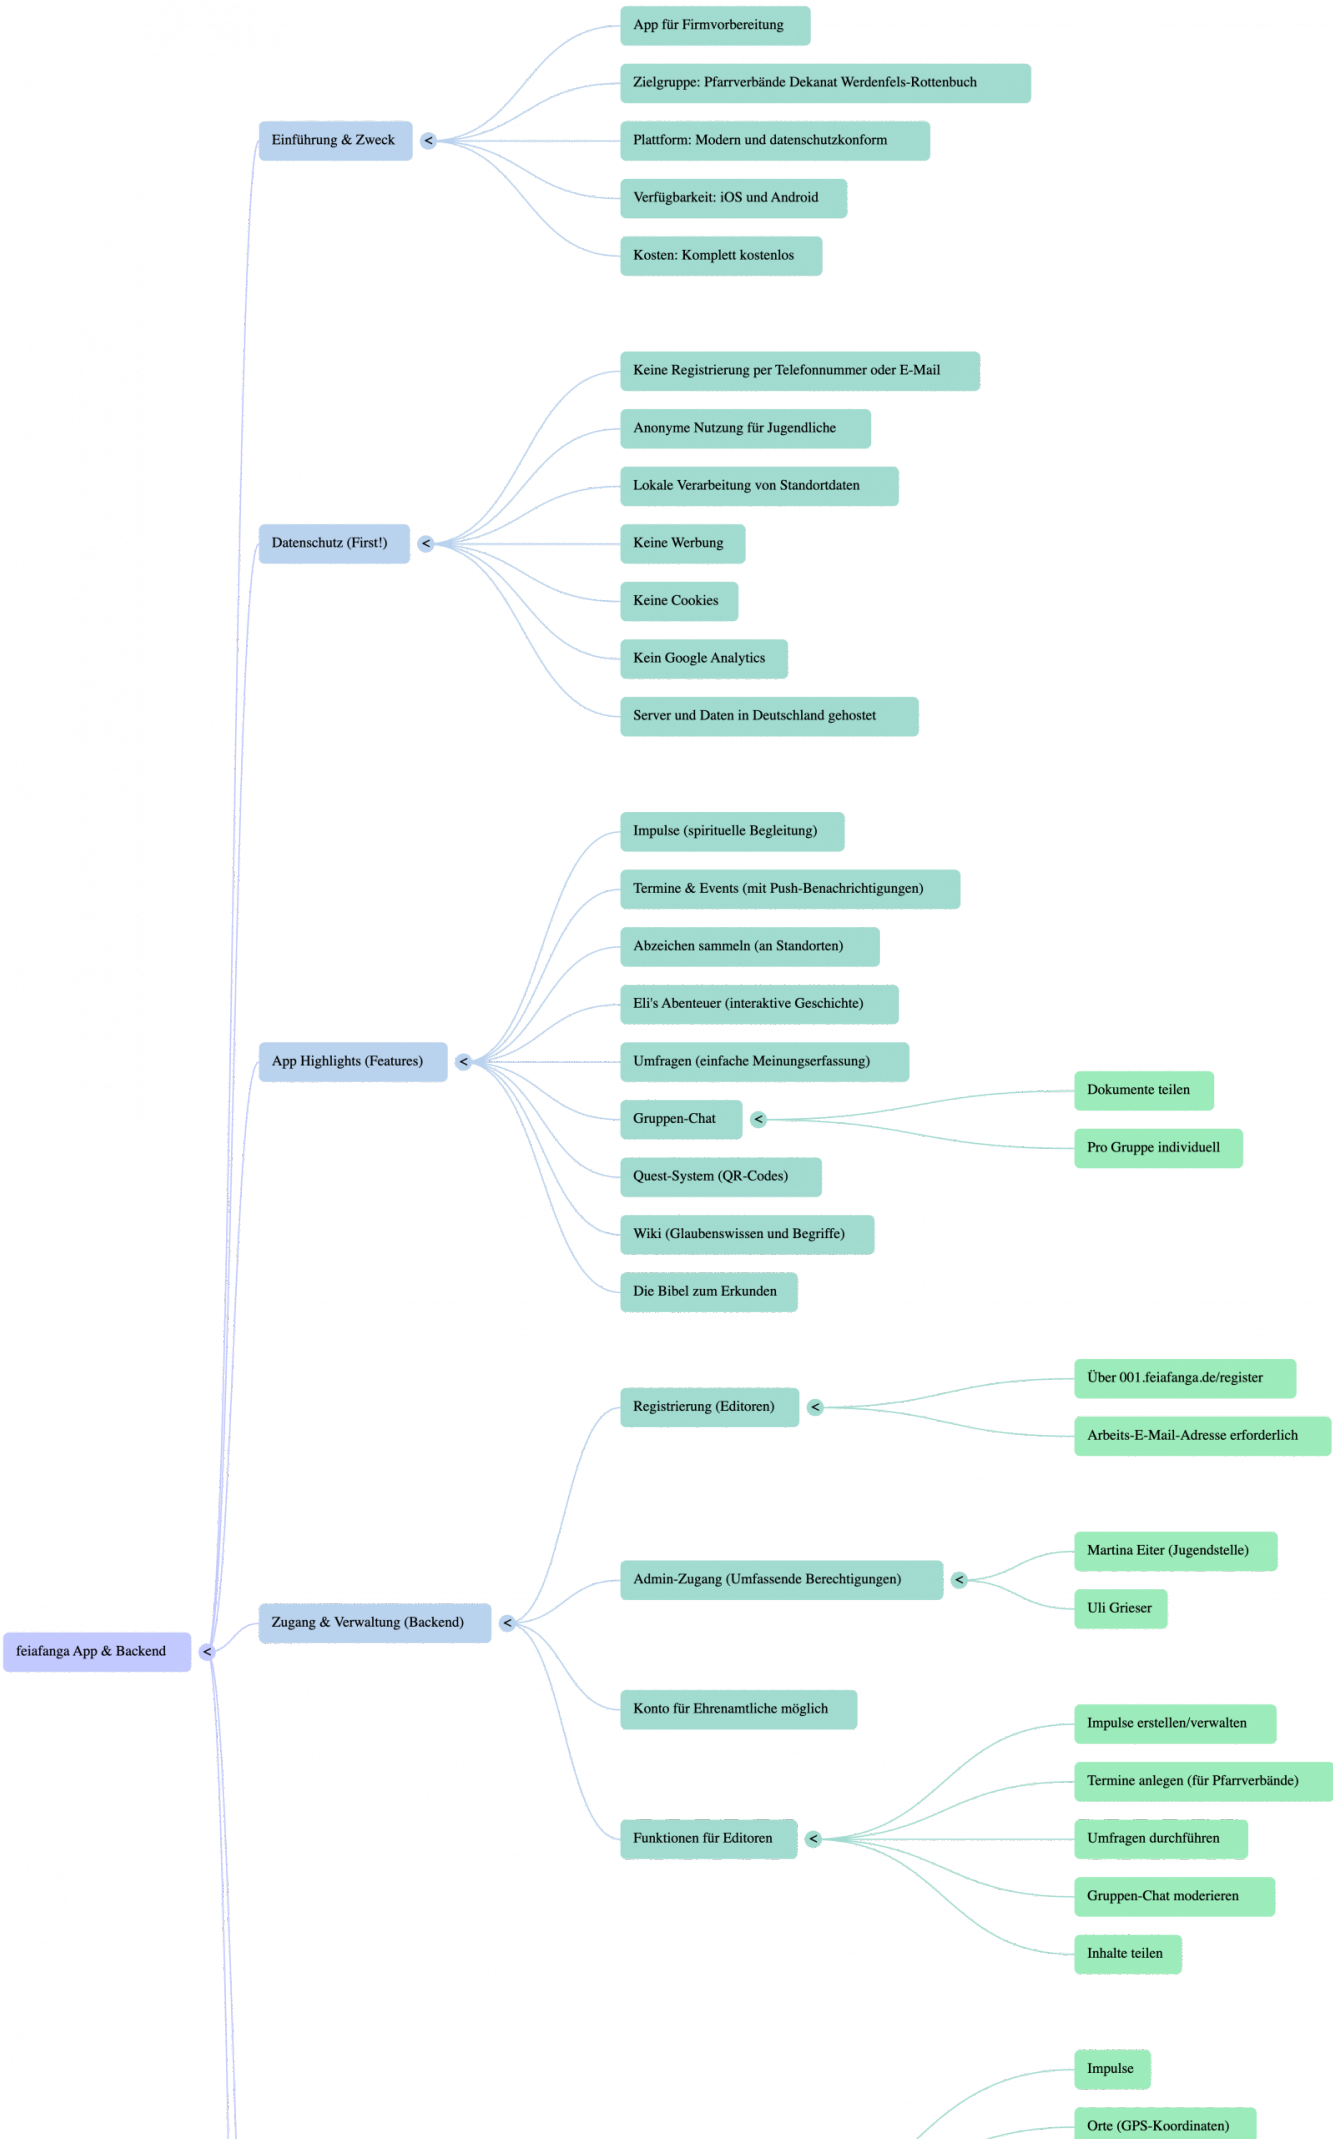 App für Firmvorbereitung
Zielgruppe: Pfarrverbände Dekanat Werdenfels-Rottenbuch
Einführung & Zweck
<
Plattform: Modern und datenschutzkonform
Verfügbarkeit: iOS und Android
Kosten: Komplett kostenlos
Keine Registrierung per Telefonnummer oder E-Mail
Anonyme Nutzung für Jugendliche
Lokale Verarbeitung von Standortdaten
Datenschutz (First!)
<
Keine Werbung
Keine Cookies
Kein Google Analytics
Server und Daten in Deutschland gehostet
Impulse (spirituelle Begleitung)
Termine & Events (mit Push-Benachrichtigungen)
Abzeichen sammeln (an Standorten)
Eli's Abenteuer (interaktive Geschichte)
App Highlights (Features)
<
Umfragen (einfache Meinungserfassung)
Gruppen-Chat
<
Dokumente teilen
Pro Gruppe individuell
Quest-System (QR-Codes)
Wiki (Glaubenswissen und Begriffe)
Die Bibel zum Erkunden
Registrierung (Editoren)
<
Über 001.feiafanga.de/register
Arbeits-E-Mail-Adresse erforderlich
Admin-Zugang (Umfassende Berechtigungen)
<
Martina Eiter (Jugendstelle)
Uli Grieser
Zugang & Verwaltung (Backend)
<
feiafanga App & Backend
<
Konto für Ehrenamtliche möglich
Funktionen für Editoren
<
Impulse erstellen/verwalten
Termine anlegen (für Pfarrverbände)
Umfragen durchführen
Gruppen-Chat moderieren
Inhalte teilen
Impulse
Orte (GPS-Koordinaten)